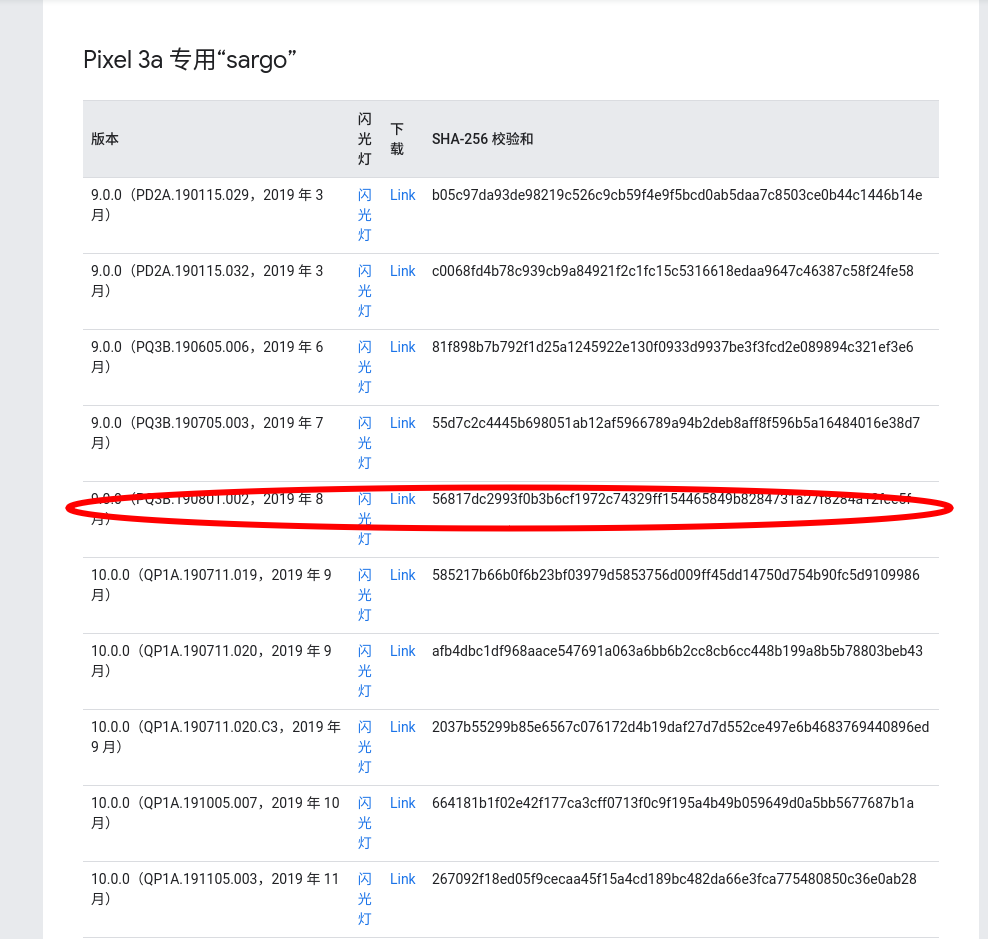 Pixel 3a 专用“sargo”
版本
闪
光
灯
下
载
SHA-256 校验和
9.0.0（PD2A.190115.029，2019 年 3
月）
闪
光
灯
Link
b05c97da93de98219c526c9cb59f4e9f5bcd0ab5daa7c8503ce0b44c1446b14e
9.0.0（PD2A.190115.032，2019 年 3
月）
闪
光
灯
Link
c0068fd4b78c939cb9a84921f2c1fc15c5316618edaa9647c46387c58f24fe58
9.0.0（PQ3B.190605.006，2019 年 6
月）
闪
光
灯
Link
81f898b7b792f1d25a1245922e130f0933d9937be3f3fcd2e089894c321ef3e6
9.0.0（PQ3B.190705.003，2019 年 7
月）
闪
光
灯
Link
55d7c2c4445b698051ab12af5966789a94b2deb8aff8f596b5a16484016e38d7
9.0.0（PQ3B.190801.002，2019 年 8
月）
闪
光
灯
Link
10.0.0（QP1A.190711.019，2019 年 9
月）
闪
光
灯
Link
585217b66b0f6b23bf03979d5853756d009ff45dd14750d754b90fc5d9109986
10.0.0（QP1A.190711.020，2019 年 9
月）
闪
光
灯
Link
afb4dbc1df968aace547691a063a6bb6b2cc8cb6cc448b199a8b5b78803beb43
10.0.0（QP1A.190711.020.C3，2019 年
9 月）
闪
光
灯
Link
2037b55299b85e6567c076172d4b19daf27d7d552ce497e6b4683769440896ed
10.0.0（QP1A.191005.007，2019 年 10
月）
闪
光
灯
Link
664181b1f02e42f177ca3cff0713f0c9f195a4b49b059649d0a5bb5677687b1a
10.0.0（QP1A.191105.003，2019 年 11
月）
闪
光
灯
Link
267092f18ed05f9cecaa45f15a4cd189bc482da66e3fca775480850c36e0ab28